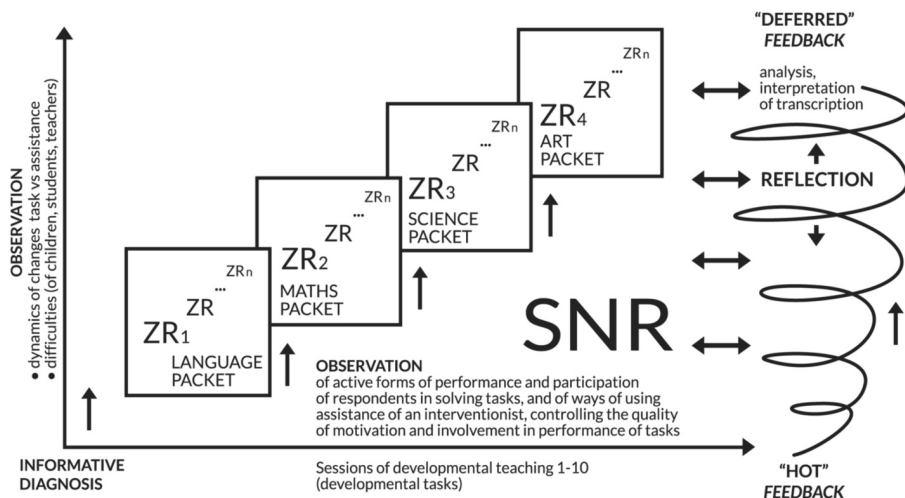 "DEFERRED"
FEEDBACK
analysis,
interpretation
of transcription
REFLECTION
"HOT"
FEEDBACK
OBSERVATION
• dynamics of changes task vs assistance
• difficulties (of children, students, teachers)
ZRn
...
ZR
ZR4
ART
PACKET
ZRn
...
ZR
ZR3
SCIENCE
PACKET
ZRn
...
ZR
ZR2
MATHS
PACKET
ZRn
...
ZR
ZR1
LANGUAGE
PACKET
SNR
OBSERVATION
of active forms of performance and participation
of respondents in solving tasks, and of ways of using
assistance of an interventionist, controlling the quality
of motivation and involvement in performance of tasks
INFORMATIVE
DIAGNOSIS
Sessions of developmental teaching 1-10
(developmental tasks)